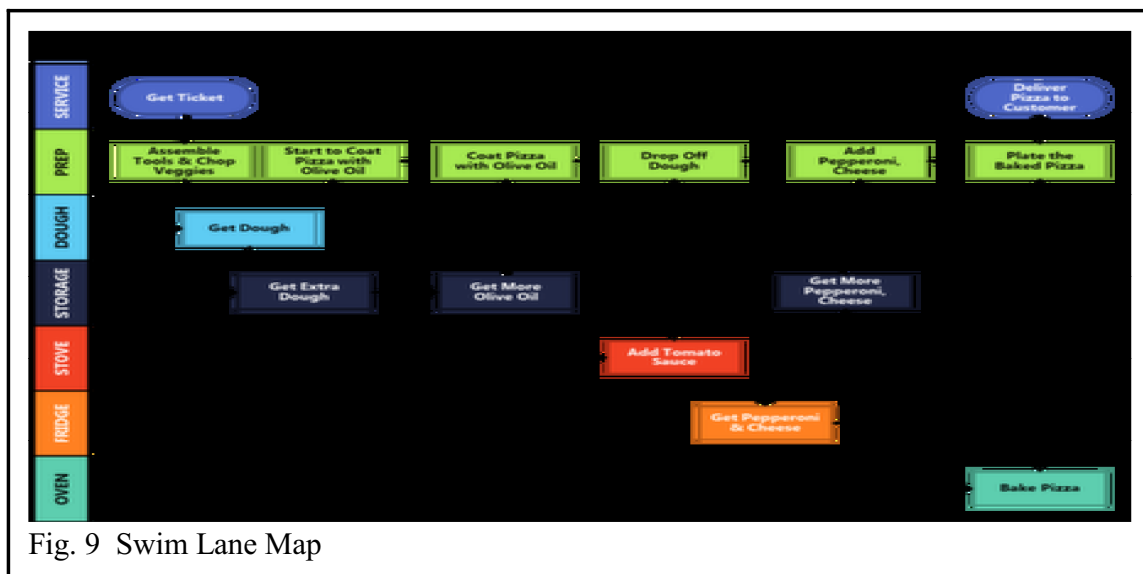 SERVICE
Get Ticket
Deliver
Pizza to
Customer
PREP
Assemble
Tools & Chop
Veggies
Start to Coat
Pizza with
Olive Oil
Coat Pizza
with Olive Oil
Drop Off
Dough
Add
Pepperoni,
Cheese
Plate the
Baked Pizza
DOUGH
Get Dough
STORAGE
Get Extra
Dough
Get More
Olive Oil
Get More
Pepperoni,
Cheese
STOVE
Add Tomato
Sauce
FRIDGE
Get Pepperoni
& Cheese
OVEN
Bake Pizza
Fig. 9 Swim Lane Map